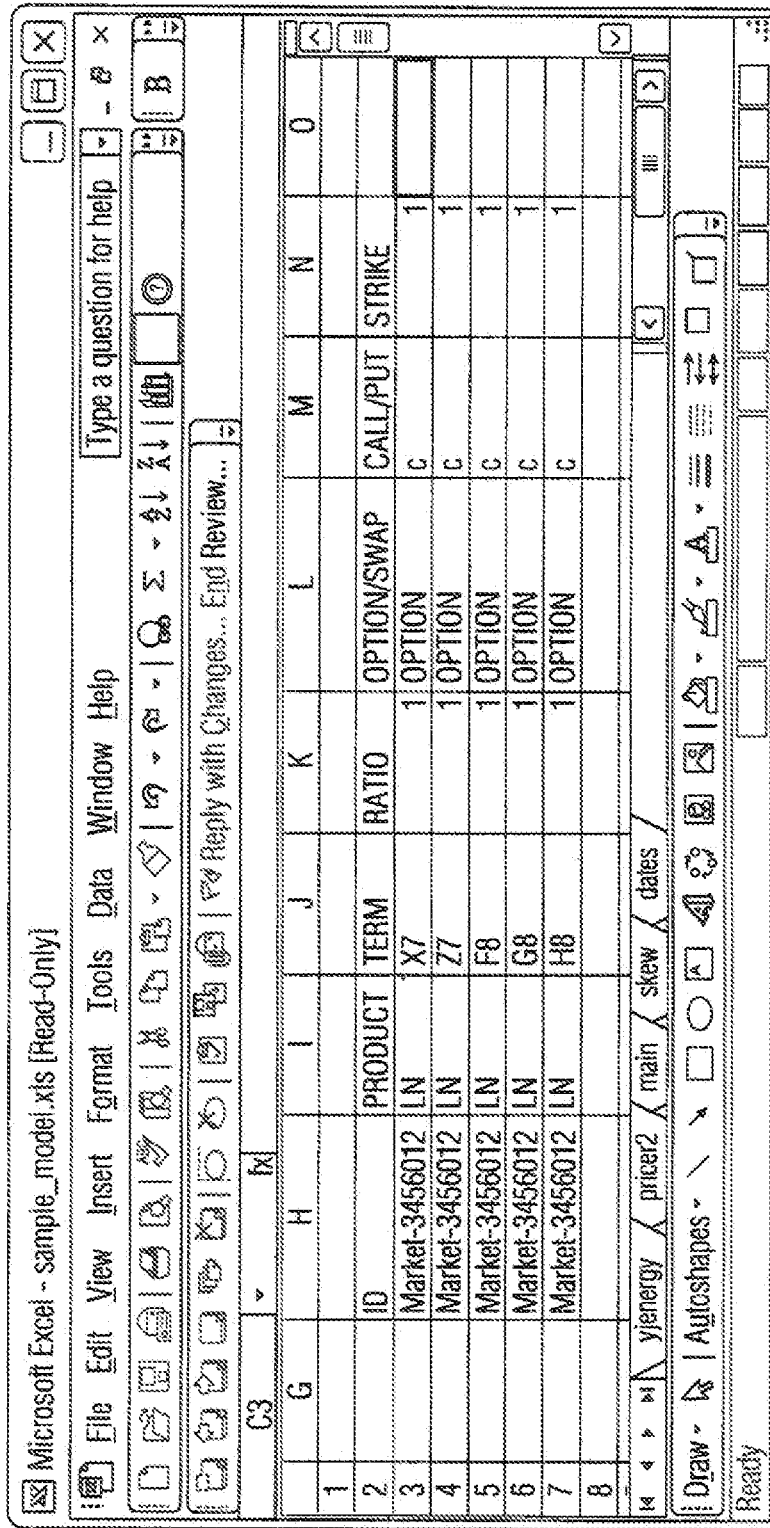 Microsoft Excel - sample_model.xls [Read-Only]
File Edit View Insert Format Tools Data Window Help Type a question for help
B
Reply with Changes... End Review...
C3 fx
G H I J K L M N O
1
2 ID PRODUCT TERM RATIO OPTION/SWAP CALL/PUT STRIKE
3 Market-3456012 LN X7 1 OPTION C 1
4 Market-3456012 LN Z7 1 OPTION C 1
5 Market-3456012 LN F8 1 OPTION C 1
6 Market-3456012 LN G8 1 OPTION C 1
7 Market-3456012 LN H8 1 OPTION C 1
8
yjenergy pricer2 main skew dates
Draw Autoshapes
Ready